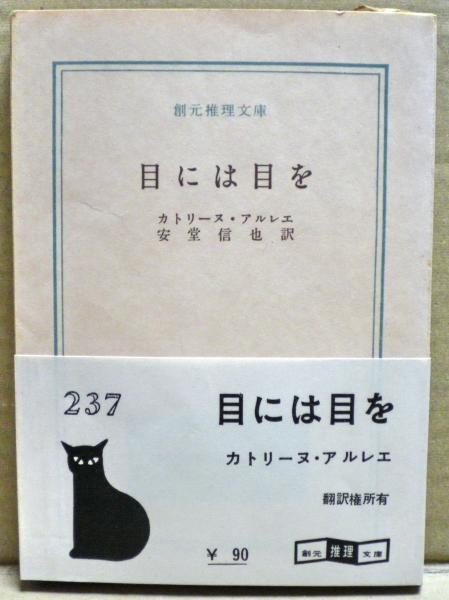 創元推理文庫
目には目を
カトリーヌ・アルレエ
安堂信也訳
237
目には目を
カトリーヌ・アルレエ
翻訳権所有
¥ 90
創元 推理 文庫